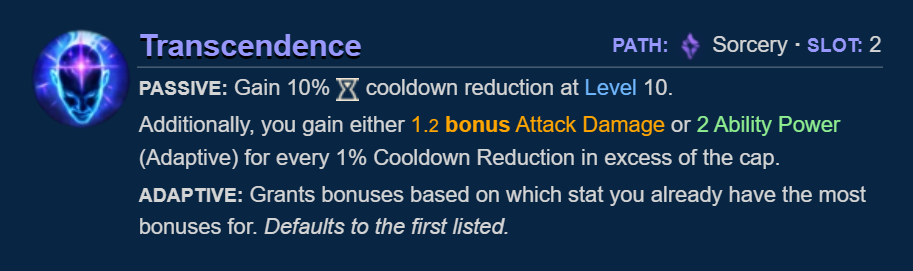 Transcendence PATH: Sorcery · SLOT: 2
PASSIVE: Gain 10% cooldown reduction at Level 10.
Additionally, you gain either 1.2 bonus Attack Damage or 2 Ability Power
(Adaptive) for every 1% Cooldown Reduction in excess of the cap.
ADAPTIVE: Grants bonuses based on which stat you already have the most
bonuses for. Defaults to the first listed.